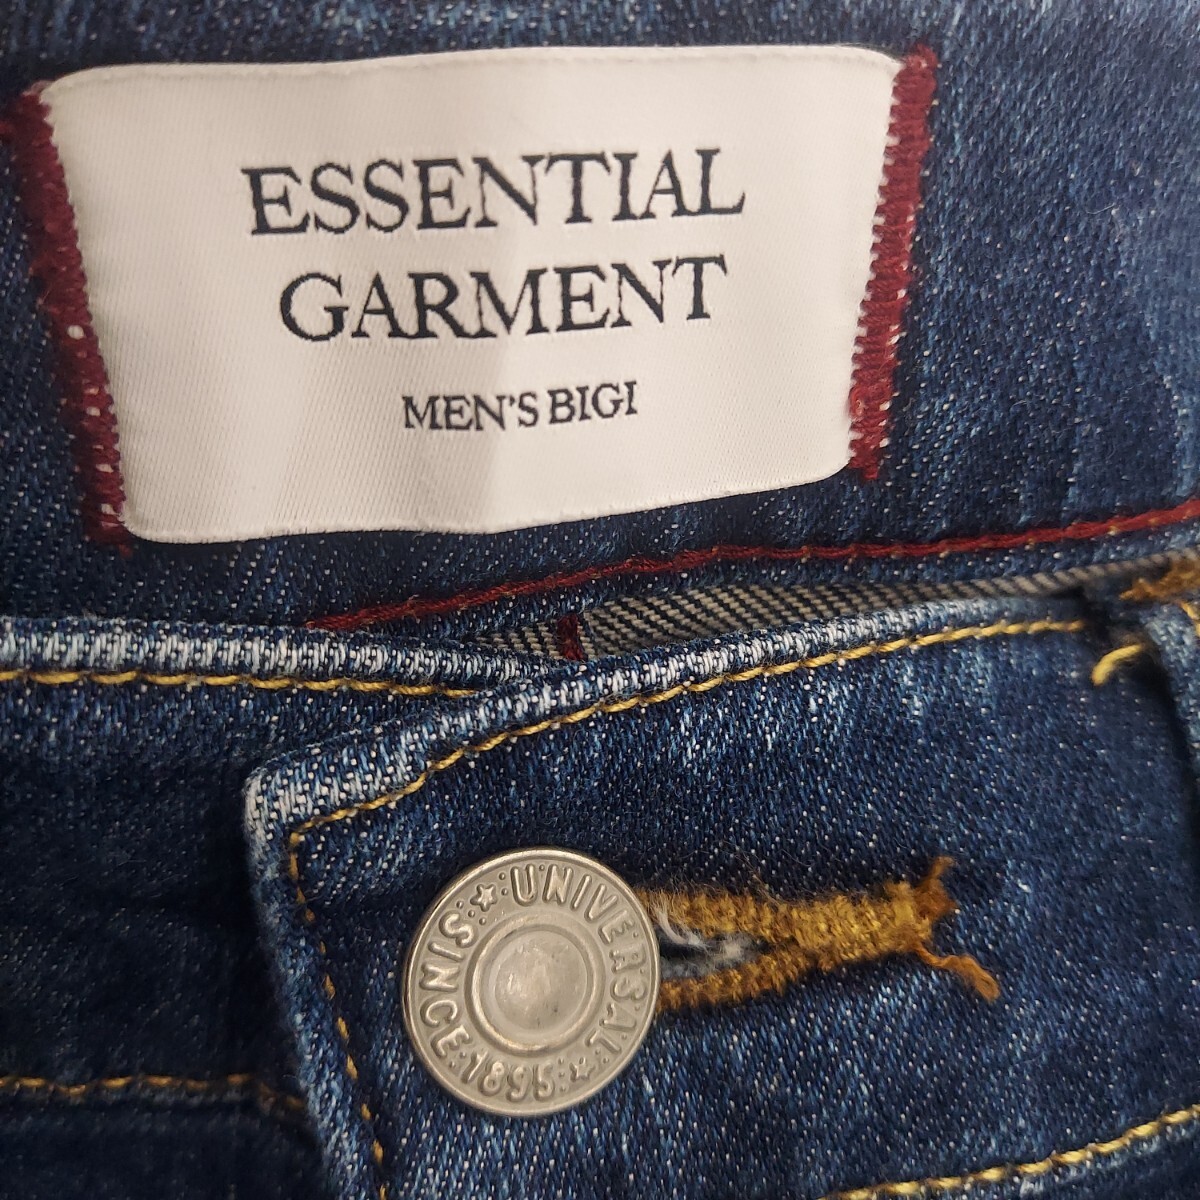 ESSENTIAL
GARMENT
MEN'S BIGI
UNIVERSAL
SINCE·1895